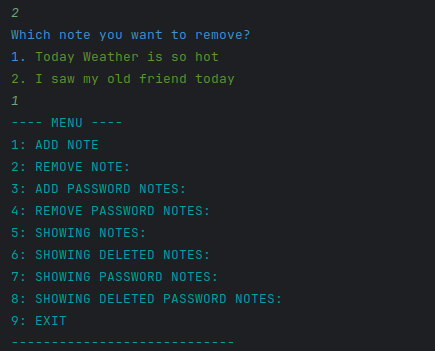 2
Which note you want to remove?
1. Today Weather is so hot
2. I saw my old friend today
1
---- MENU ----
1: ADD NOTE
2: REMOVE NOTE:
3: ADD PASSWORD NOTES:
4: REMOVE PASSWORD NOTES:
5: SHOWING NOTES:
6: SHOWING DELETED NOTES:
7: SHOWING PASSWORD NOTES:
8: SHOWING DELETED PASSWORD NOTES:
9: EXIT
----------------------------